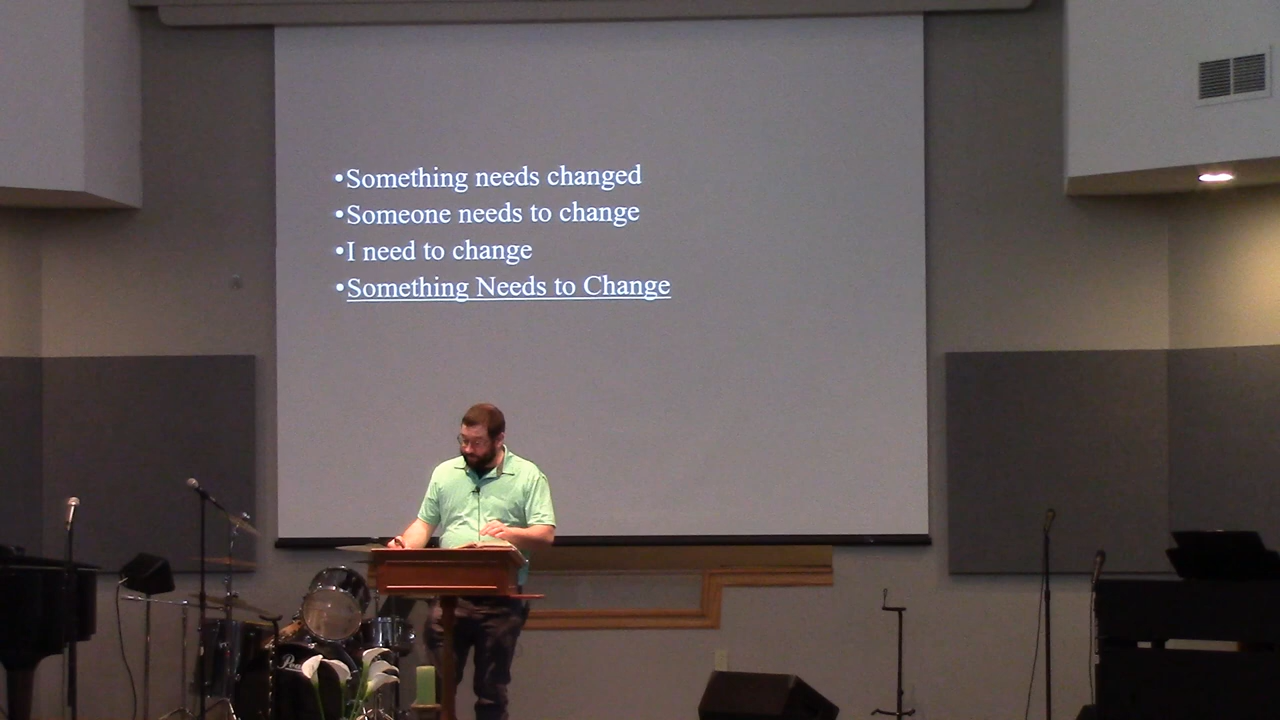 •Something needs changed
•Someone needs to change
•I need to change
•Something Needs to Change